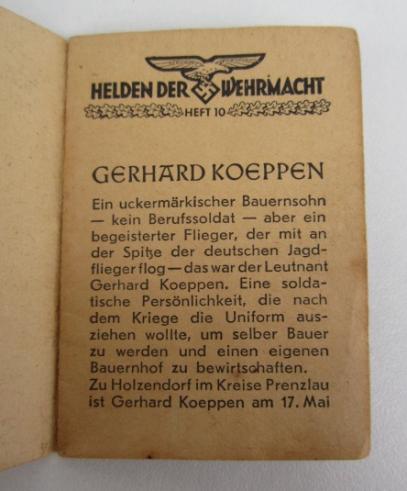 HELDEN DER WEHRMACHT
HEFT 10
GERHARD KOEPPEN
Ein uckermärkischer Bauernsohn
— kein Berufssoldat — aber ein
begeisterter Flieger, der mit an
der Spitze der deutschen Jagd-
flieger flog — das war der Leutnant
Gerhard Koeppen. Eine solda-
tische Persönlichkeit, die nach
dem Kriege die Uniform aus-
ziehen wollte, um selber Bauer
zu werden und einen eigenen
Bauernhof zu bewirtschaften.
Zu Holzendorf im Kreise Prenzlau
ist Gerhard Koeppen am 17. Mai